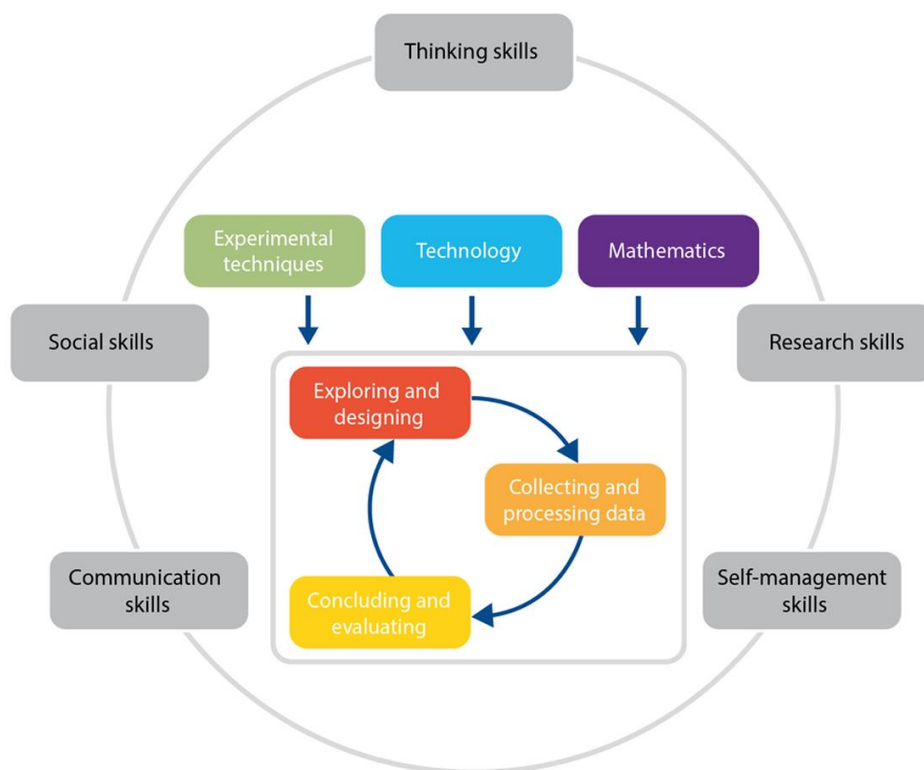 Thinking skills
Experimental
techniques
Technology
Mathematics
Social skills
Research skills
Exploring and
designing
Collecting and
processing data
Communication
skills
Self-management
skills
Concluding and
evaluating